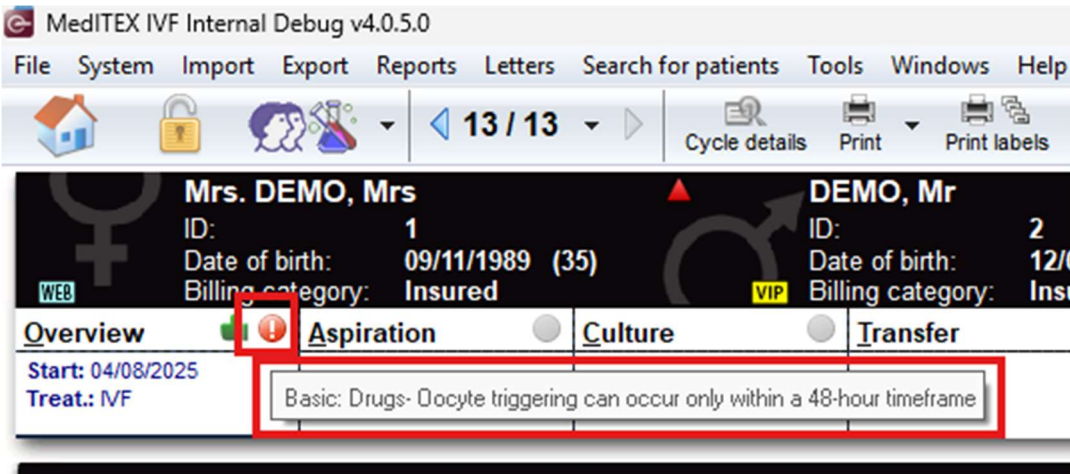 MedITEX IVF Internal Debug v4.0.5.0
File System Import Export Reports Letters Search for patients Tools Windows Help
13 / 13 Cycle details Print Print labels
Mrs. DEMO, Mrs DEMO, Mr
ID: 1 ID: 2
Date of birth: 09/11/1989 (35) Date of birth:
WEB Billing category: Insured VIP Billing category:
Overview Aspiration Culture Transfer
Start: 04/08/2025
Treat.: IVF
Basic: Drugs- Oocyte triggering can occur only within a 48-hour timeframe